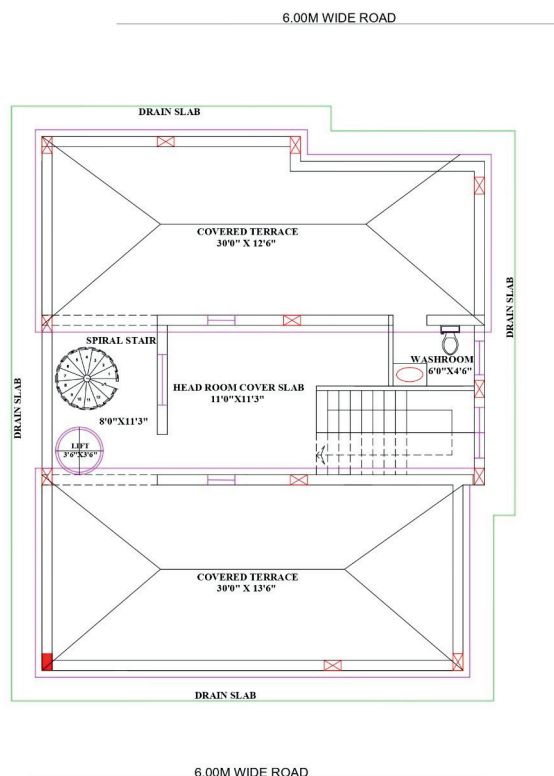 6.00M WIDE ROAD
DRAIN SLAB
COVERED TERRACE
30'0" X 12'6"
DRAIN SLAB
SPIRAL STAIR
WASHROOM
6'0"X4'6"
HEAD ROOM COVER SLAB
11'0"X11'3"
DRAIN SLAB
8'0"X11'3"
LIFT
3'6"X3'6"
COVERED TERRACE
30'0" X 13'6"
DRAIN SLAB
6.00M WIDE ROAD